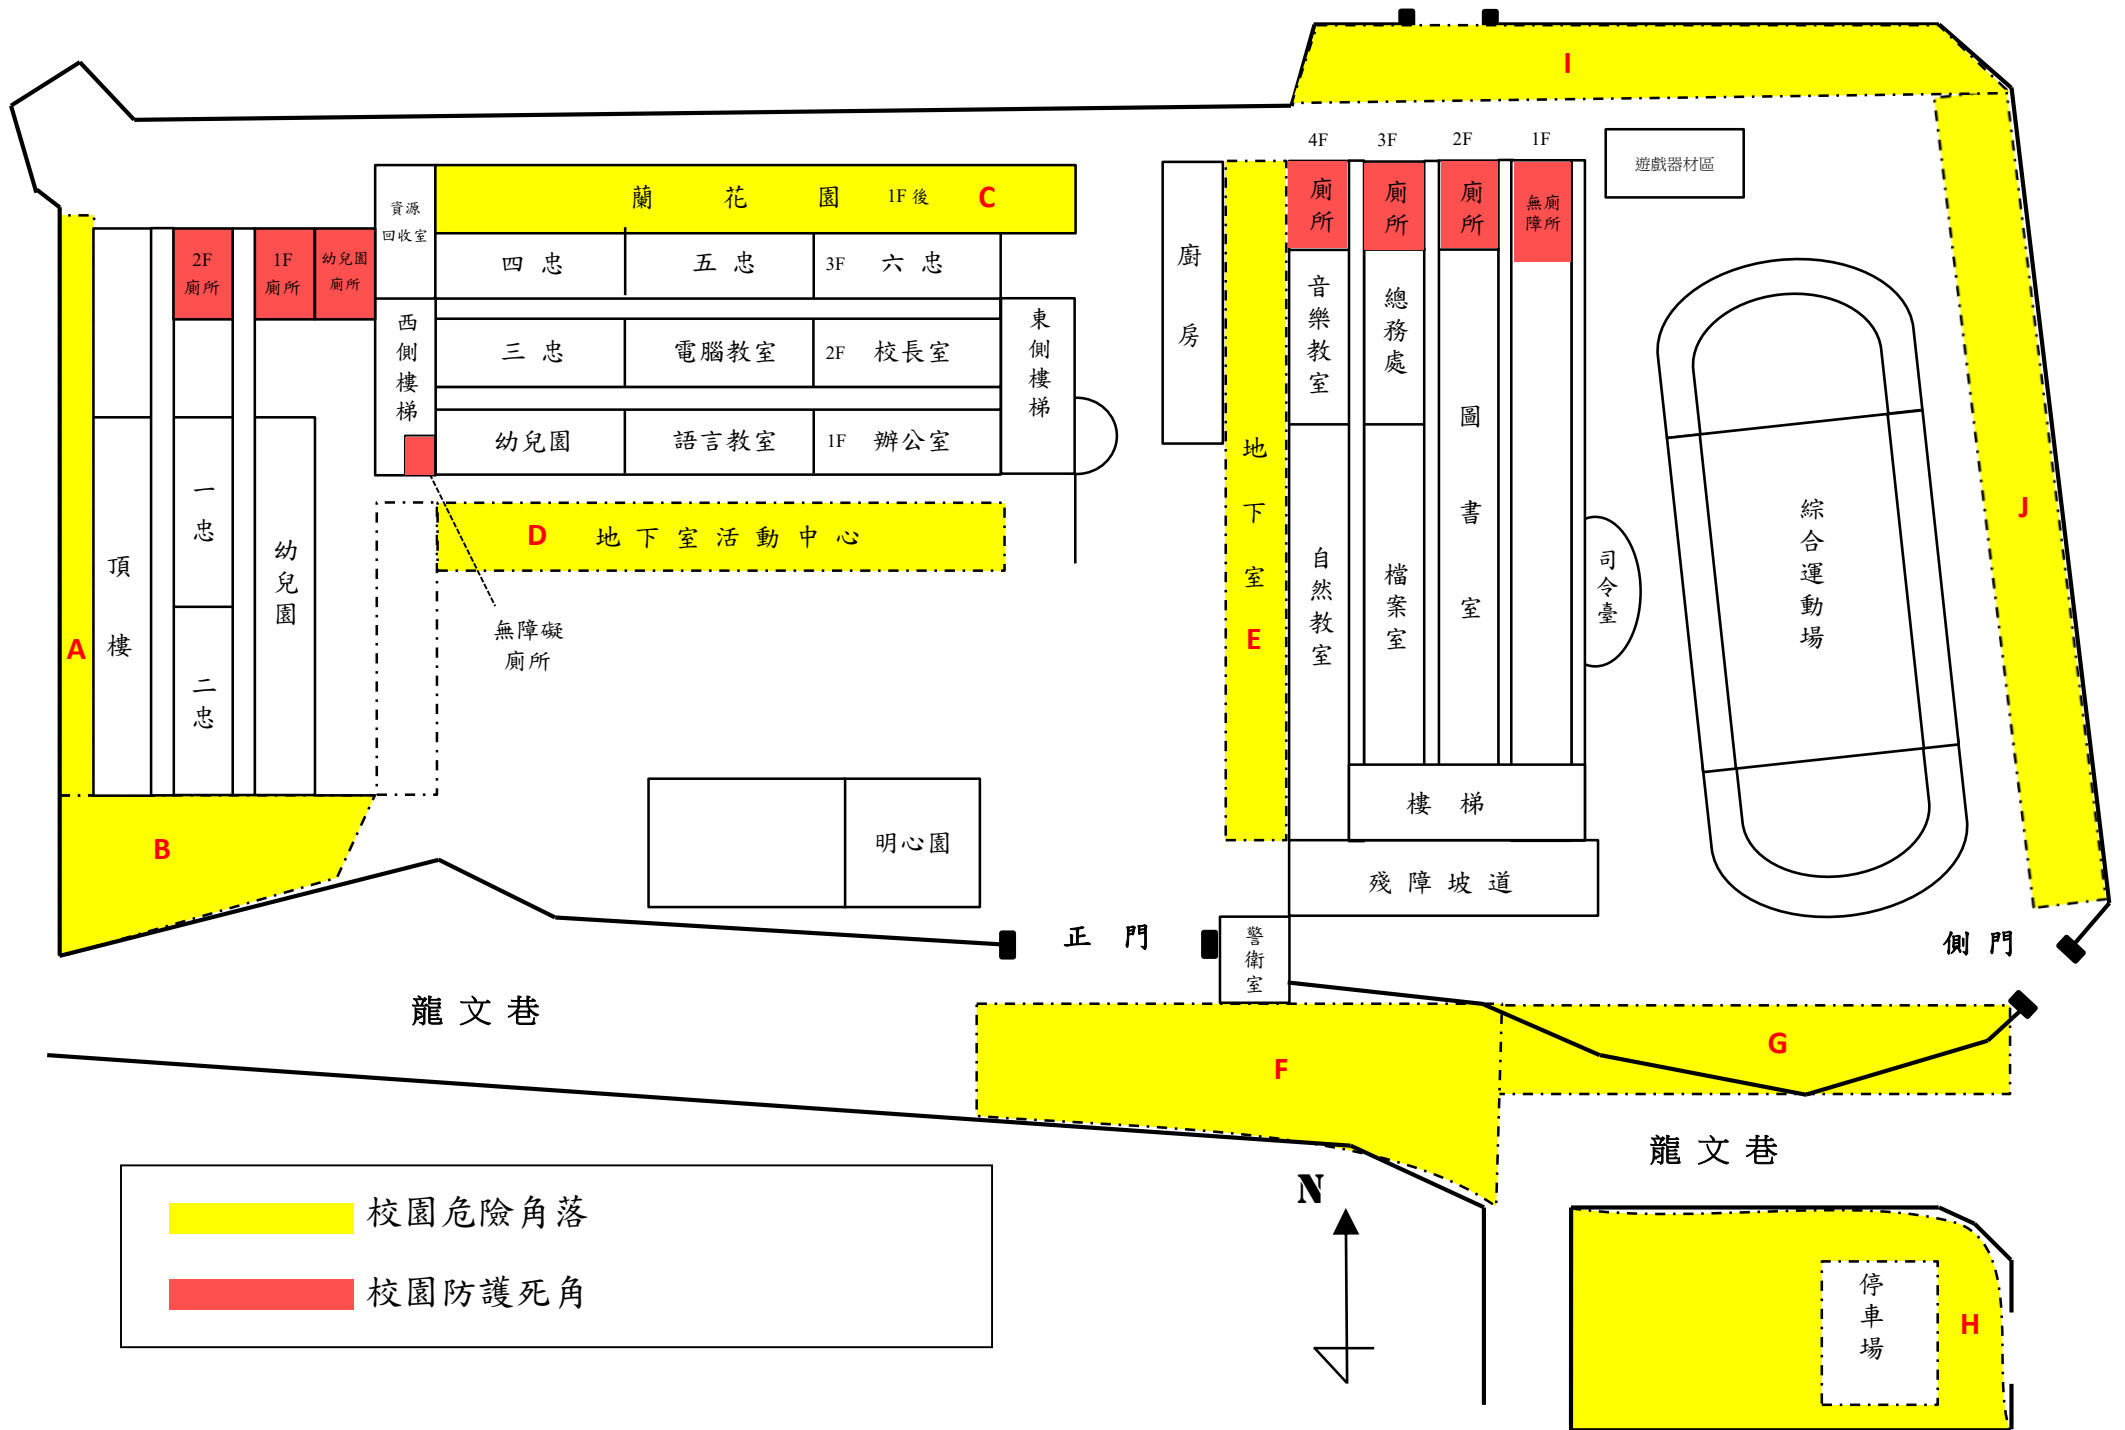 I
4F
3F
2F
1F
遊戲器材區
資源
回收室
蘭 花 園 1F 後 C
廁所
廁所
廁所
無廁
障所
2F
廁所
1F
廁所
幼兒園
廁所
四 忠
五 忠
3F 六 忠
廚房
音樂教室
總務處
西側樓梯
三 忠
電腦教室
2F 校長室
東側樓梯
幼兒園
語言教室
1F 辦公室
圖書室
地下室
E
一忠
二忠
幼兒園
頂樓
A
D 地下室活動中心
無障礙
廁所
自然教室
檔案室
司令臺
綜合運動場
J
樓 梯
B
明心園
殘障坡道
正 門
警衛室
側 門
龍文巷
F
G
龍文巷
N
校園危險角落
校園防護死角
停車場
H